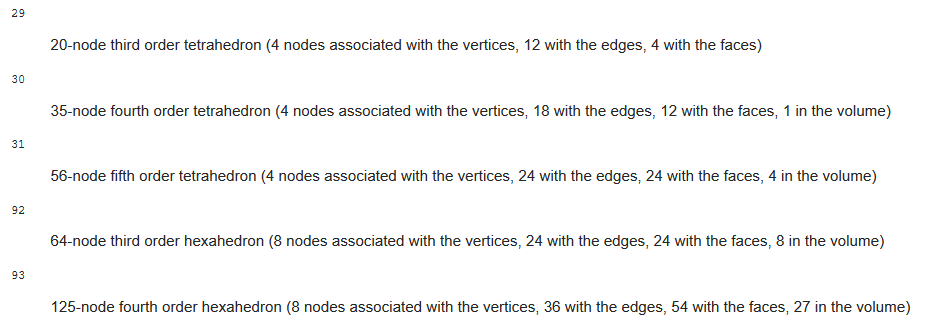 29
20-node third order tetrahedron (4 nodes associated with the vertices, 12 with the edges, 4 with the faces)
30
35-node fourth order tetrahedron (4 nodes associated with the vertices, 18 with the edges, 12 with the faces, 1 in the volume)
31
56-node fifth order tetrahedron (4 nodes associated with the vertices, 24 with the edges, 24 with the faces, 4 in the volume)
92
64-node third order hexahedron (8 nodes associated with the vertices, 24 with the edges, 24 with the faces, 8 in the volume)
93
125-node fourth order hexahedron (8 nodes associated with the vertices, 36 with the edges, 54 with the faces, 27 in the volume)